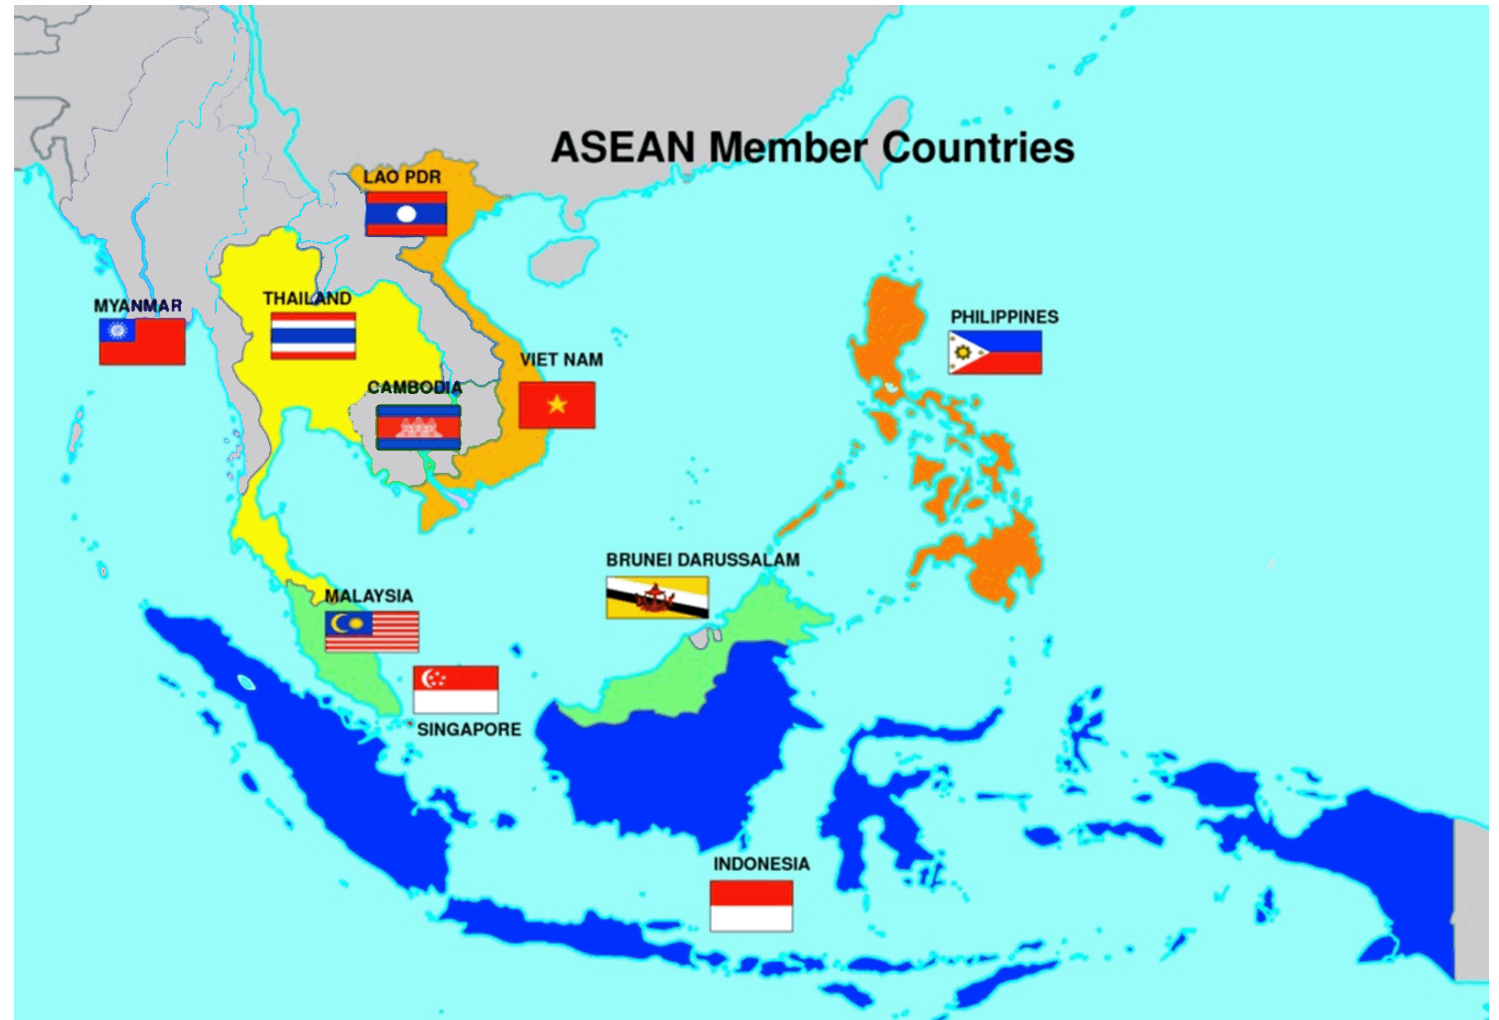 ASEAN Member Countries
LAO PDR
MYANMAR
THAILAND
PHILIPPINES
VIET NAM
CAMBODIA
BRUNEI DARUSSALAM
MALAYSIA
SINGAPORE
INDONESIA